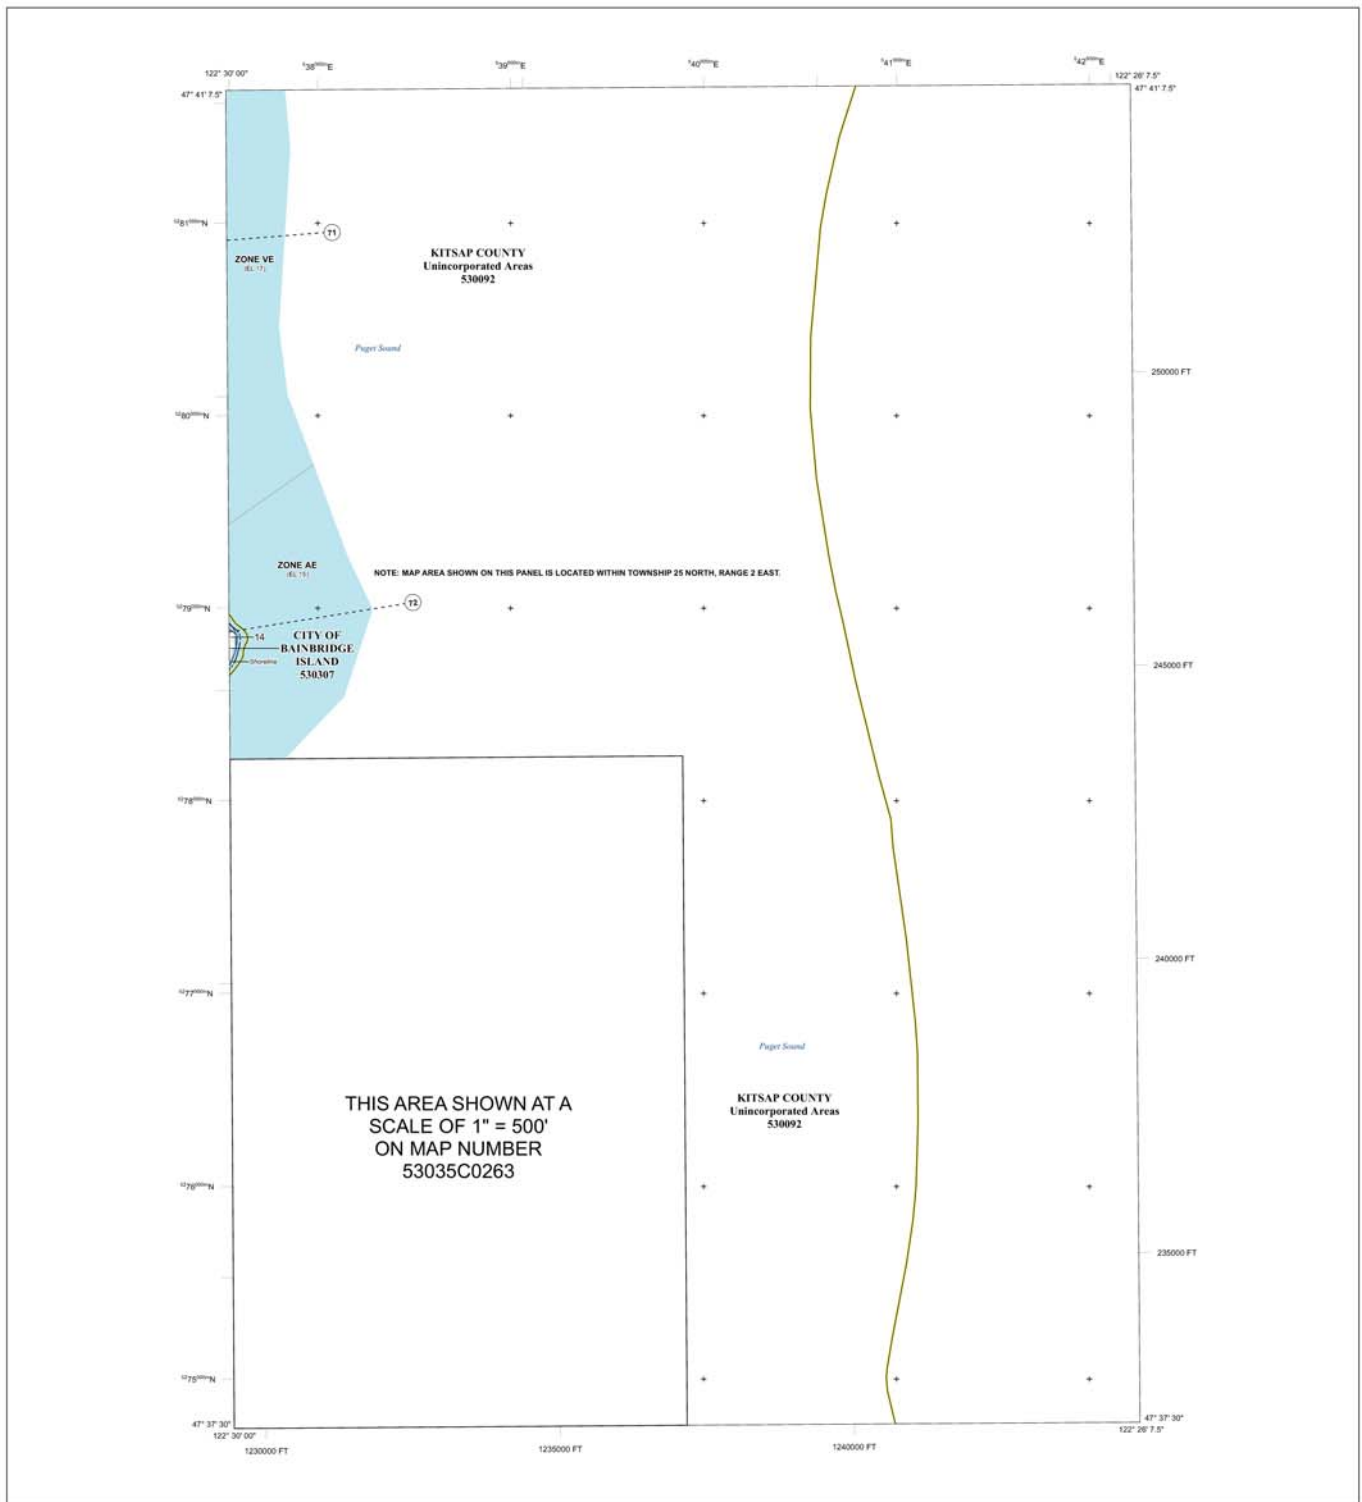 ⁵38⁰⁰⁰ᵐE
⁵39⁰⁰⁰ᵐE
⁵40⁰⁰⁰ᵐE
⁵41⁰⁰⁰ᵐE
⁵42⁰⁰⁰ᵐE
122° 30' 00"
122° 26' 7.5"
47° 41' 7.5"
47° 41' 7.5"
⁵²81⁰⁰⁰ᵐN
71
KITSAP COUNTY
Unincorporated Areas
530092
ZONE VE
(EL 17)
Puget Sound
250000 FT
⁵²80⁰⁰⁰ᵐN
ZONE AE
NOTE: MAP AREA SHOWN ON THIS PANEL IS LOCATED WITHIN TOWNSHIP 25 NORTH, RANGE 2 EAST.
⁵²79⁰⁰⁰ᵐN
72
14
CITY OF
BAINBRIDGE
ISLAND
530307
Shoreline
245000 FT
⁵²78⁰⁰⁰ᵐN
240000 FT
⁵²77⁰⁰⁰ᵐN
Puget Sound
KITSAP COUNTY
Unincorporated Areas
530092
THIS AREA SHOWN AT A
SCALE OF 1" = 500'
ON MAP NUMBER
53035C0263
⁵²76⁰⁰⁰ᵐN
235000 FT
⁵²75⁰⁰⁰ᵐN
47° 37' 30"
47° 37' 30"
122° 30' 00"
122° 26' 7.5"
1230000 FT
1235000 FT
1240000 FT